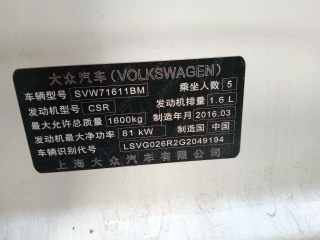 大众汽车(VOLKSWAGEN)
车辆型号 SVW71611BM 乘坐人数 5
发动机型号 CSR 发动机排量 1.6 L
最大允许总质量 1600kg 制造年月 2016.03
发动机最大净功率 81 kW 制造国 中国
车辆识别代号 LSVG026R2G2049194
上海大众汽车有限公司